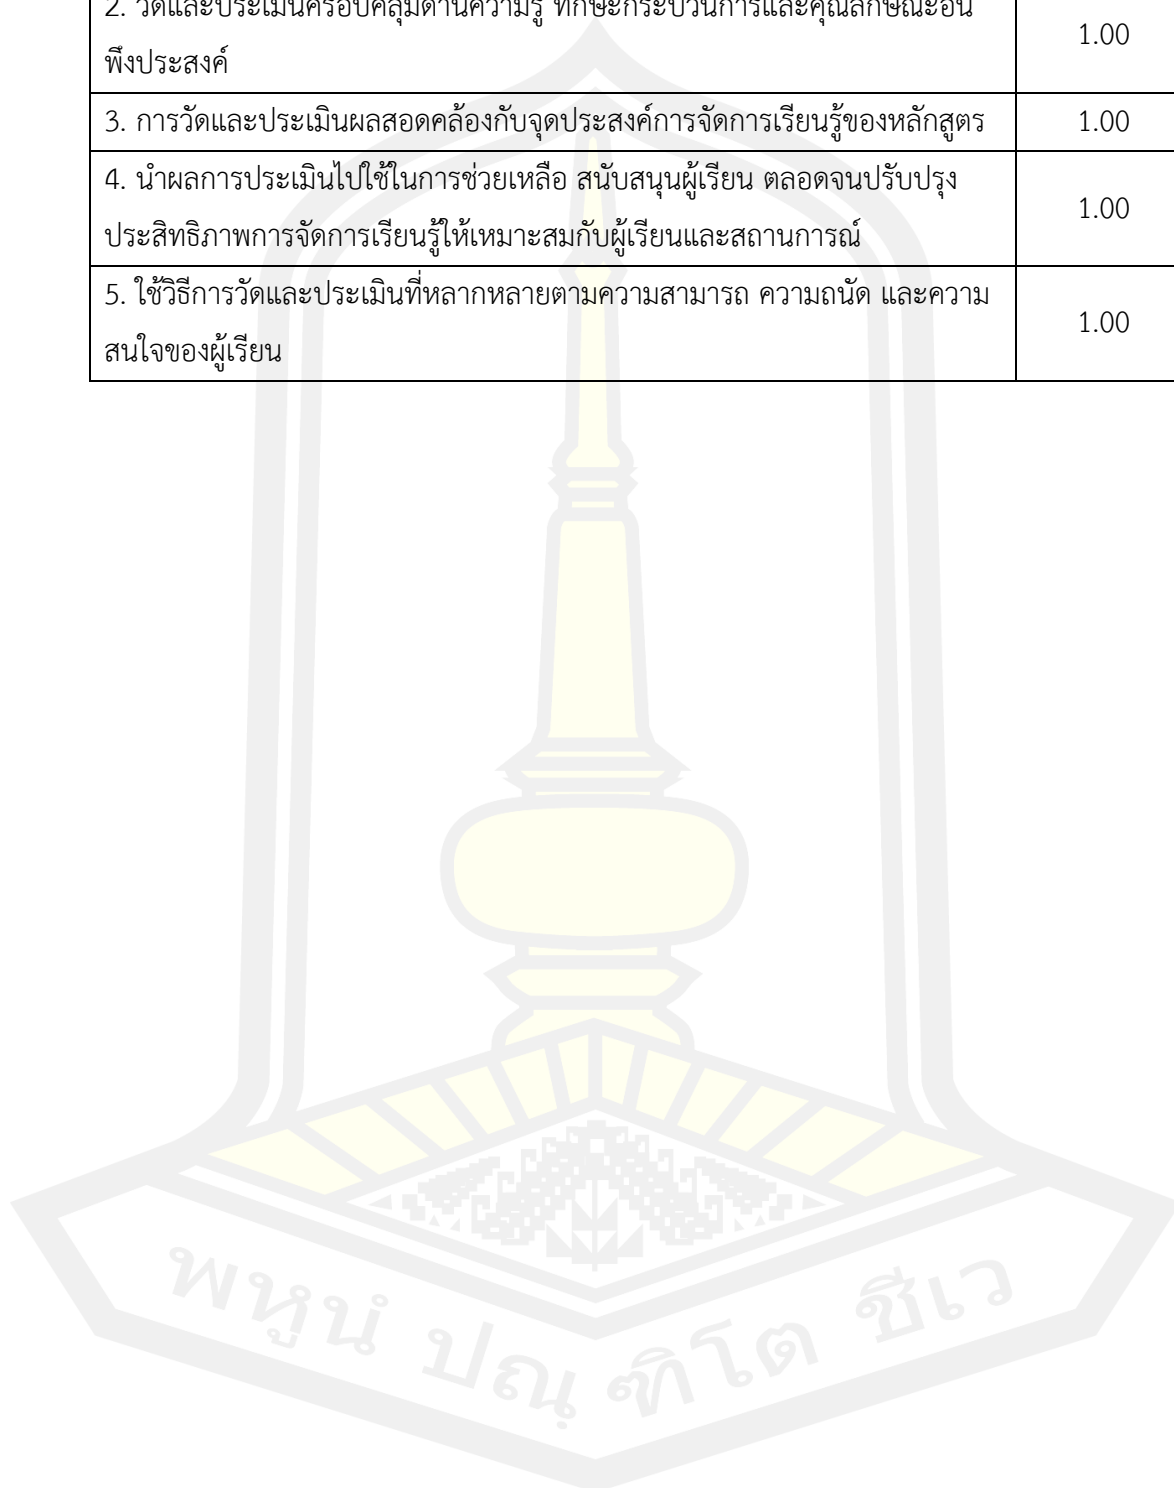 2. วัดและประเมินครอบคลุมด้านความรู้ ทักษะกระบวนการและคุณลักษณะอัน
พึงประสงค์
1.00
3. การวัดและประเมินผลสอดคล้องกับจุดประสงค์การจัดการเรียนรู้ของหลักสูตร
1.00
4. นำผลการประเมินไปใช้ในการช่วยเหลือ สนับสนุนผู้เรียน ตลอดจนปรับปรุง
ประสิทธิภาพการจัดการเรียนรู้ให้เหมาะสมกับผู้เรียนและสถานการณ์
1.00
5. ใช้วิธีการวัดและประเมินที่หลากหลายตามความสามารถ ความถนัด และความ
สนใจของผู้เรียน
1.00
พหูนํ ปณฺฑิโต ชีเว